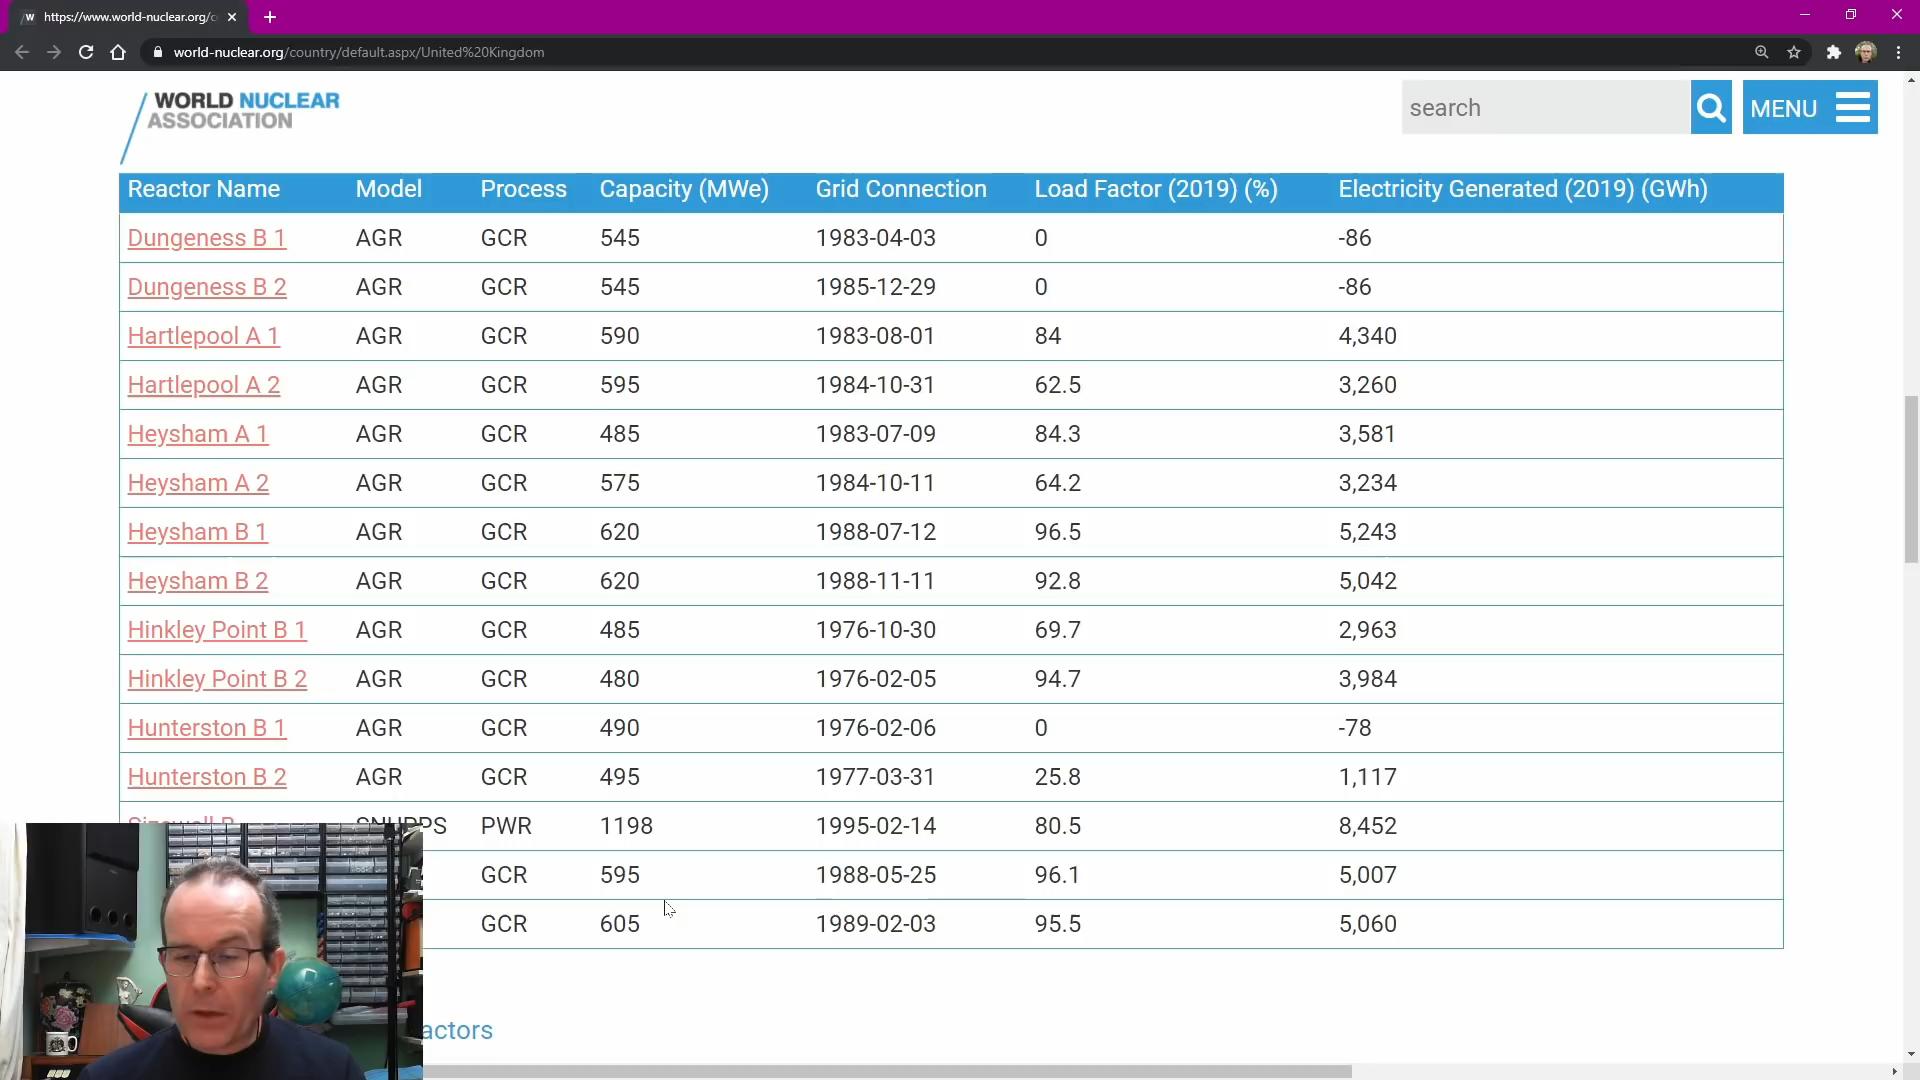 https://www.world-nuclear.org/c
world-nuclear.org/country/default.aspx/United%20Kingdom
WORLD NUCLEAR
ASSOCIATION
search
MENU
Reactor Name Model Process Capacity (MWe) Grid Connection Load Factor (2019) (%) Electricity Generated (2019) (GWh)
Dungeness B 1 AGR GCR 545 1983-04-03 0 -86
Dungeness B 2 AGR GCR 545 1985-12-29 0 -86
Hartlepool A 1 AGR GCR 590 1983-08-01 84 4,340
Hartlepool A 2 AGR GCR 595 1984-10-31 62.5 3,260
Heysham A 1 AGR GCR 485 1983-07-09 84.3 3,581
Heysham A 2 AGR GCR 575 1984-10-11 64.2 3,234
Heysham B 1 AGR GCR 620 1988-07-12 96.5 5,243
Heysham B 2 AGR GCR 620 1988-11-11 92.8 5,042
Hinkley Point B 1 AGR GCR 485 1976-10-30 69.7 2,963
Hinkley Point B 2 AGR GCR 480 1976-02-05 94.7 3,984
Hunterston B 1 AGR GCR 490 1976-02-06 0 -78
Hunterston B 2 AGR GCR 495 1977-03-31 25.8 1,117
Sizewell B SNUPPS PWR 1198 1995-02-14 80.5 8,452
GCR 595 1988-05-25 96.1 5,007
GCR 605 1989-02-03 95.5 5,060
actors